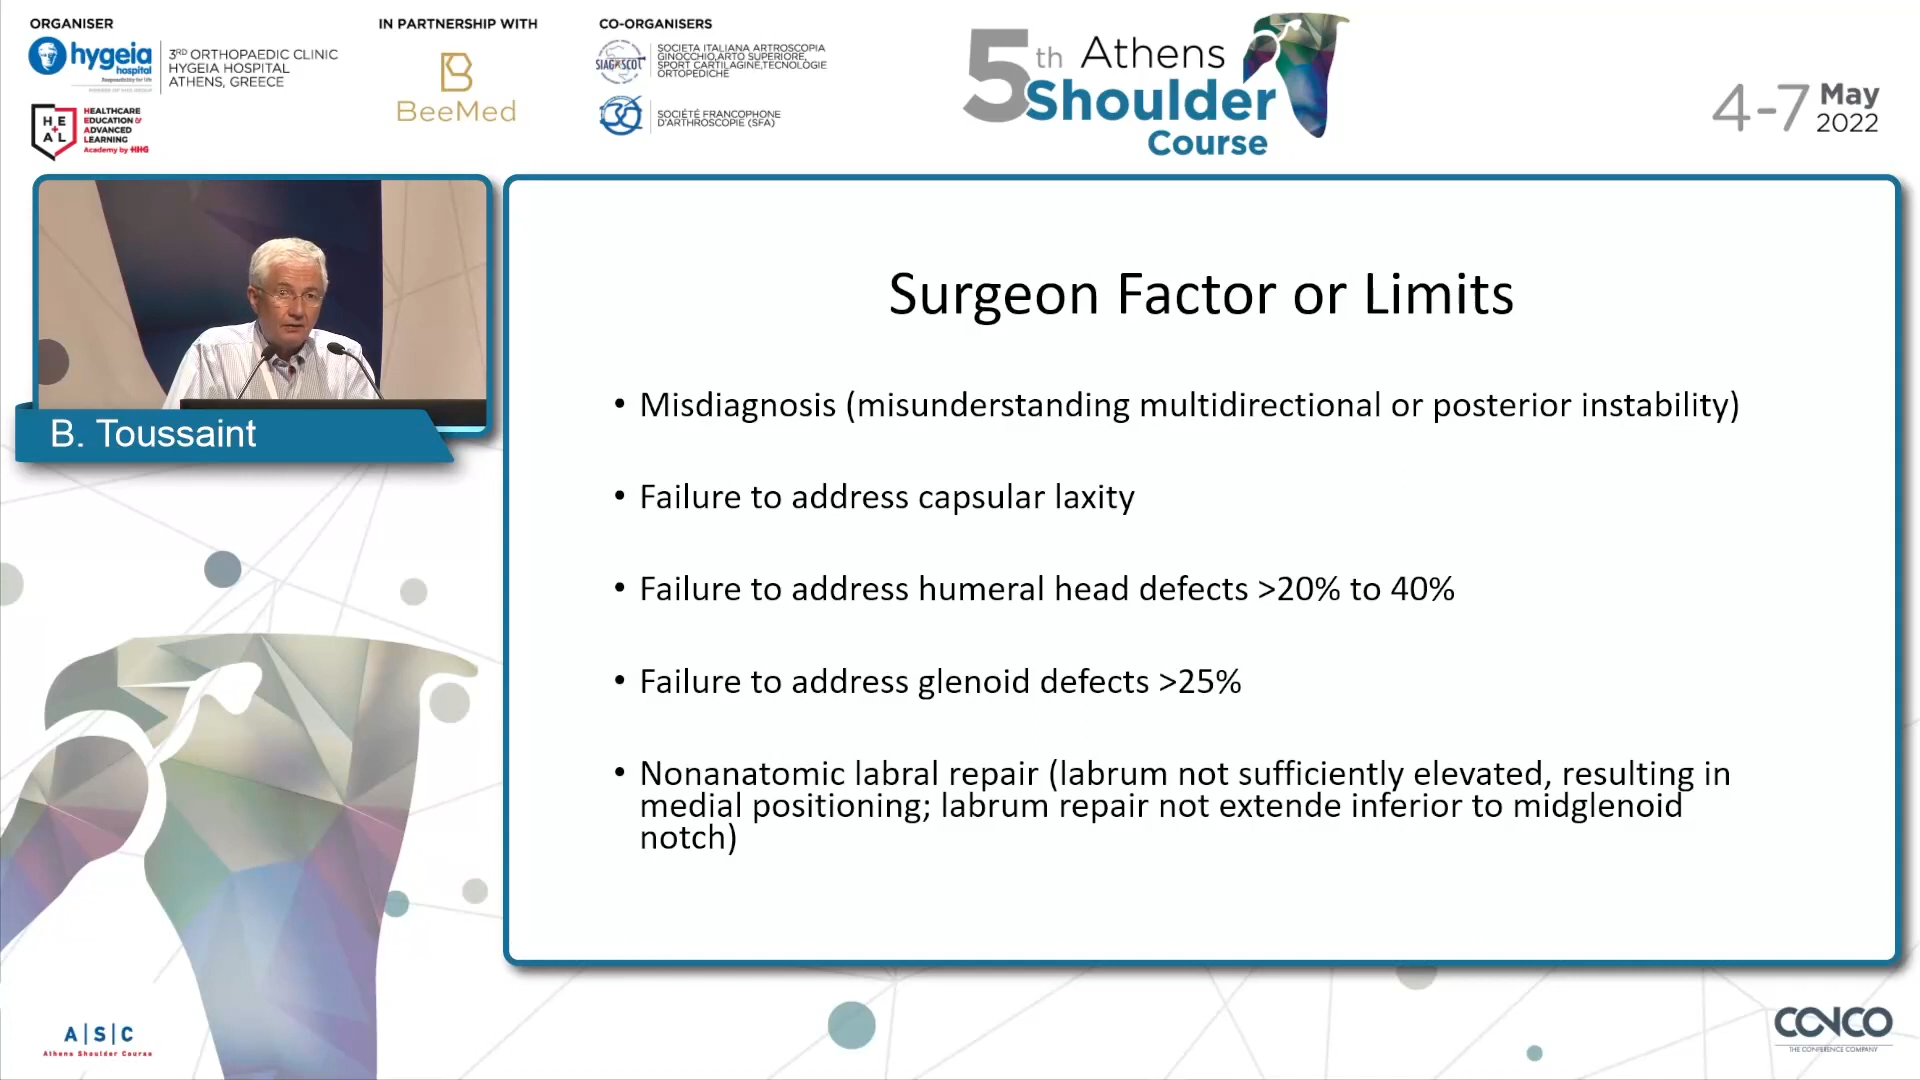 ORGANISER
hygeia
hospital
3RD ORTHOPAEDIC CLINIC
HYGEIA HOSPITAL
ATHENS, GREECE
HEAL
HEALTHCARE
EDUCATION &
ADVANCED
LEARNING
Academy by HHG
IN PARTNERSHIP WITH
BeeMed
CO-ORGANISERS
SIAGASCOT
SOCIETA ITALIANA ARTROSCOPIA
GINOCCHIO,ARTO SUPERIORE,
SPORT CARTILAGINE,TECNOLOGIE
ORTOPEDICHE
SOCIÉTÉ FRANCOPHONE
D'ARTHROSCOPIE (SFA)
5th Athens
Shoulder
Course
4-7 May
2022
B. Toussaint
Surgeon Factor or Limits
• Misdiagnosis (misunderstanding multidirectional or posterior instability)
• Failure to address capsular laxity
• Failure to address humeral head defects >20% to 40%
• Failure to address glenoid defects >25%
• Nonanatomic labral repair (labrum not sufficiently elevated, resulting in
medial positioning; labrum repair not extende inferior to midglenoid
notch)
A|S|C
Athens Shoulder Course
CONCO
THE CONFERENCE COMPANY